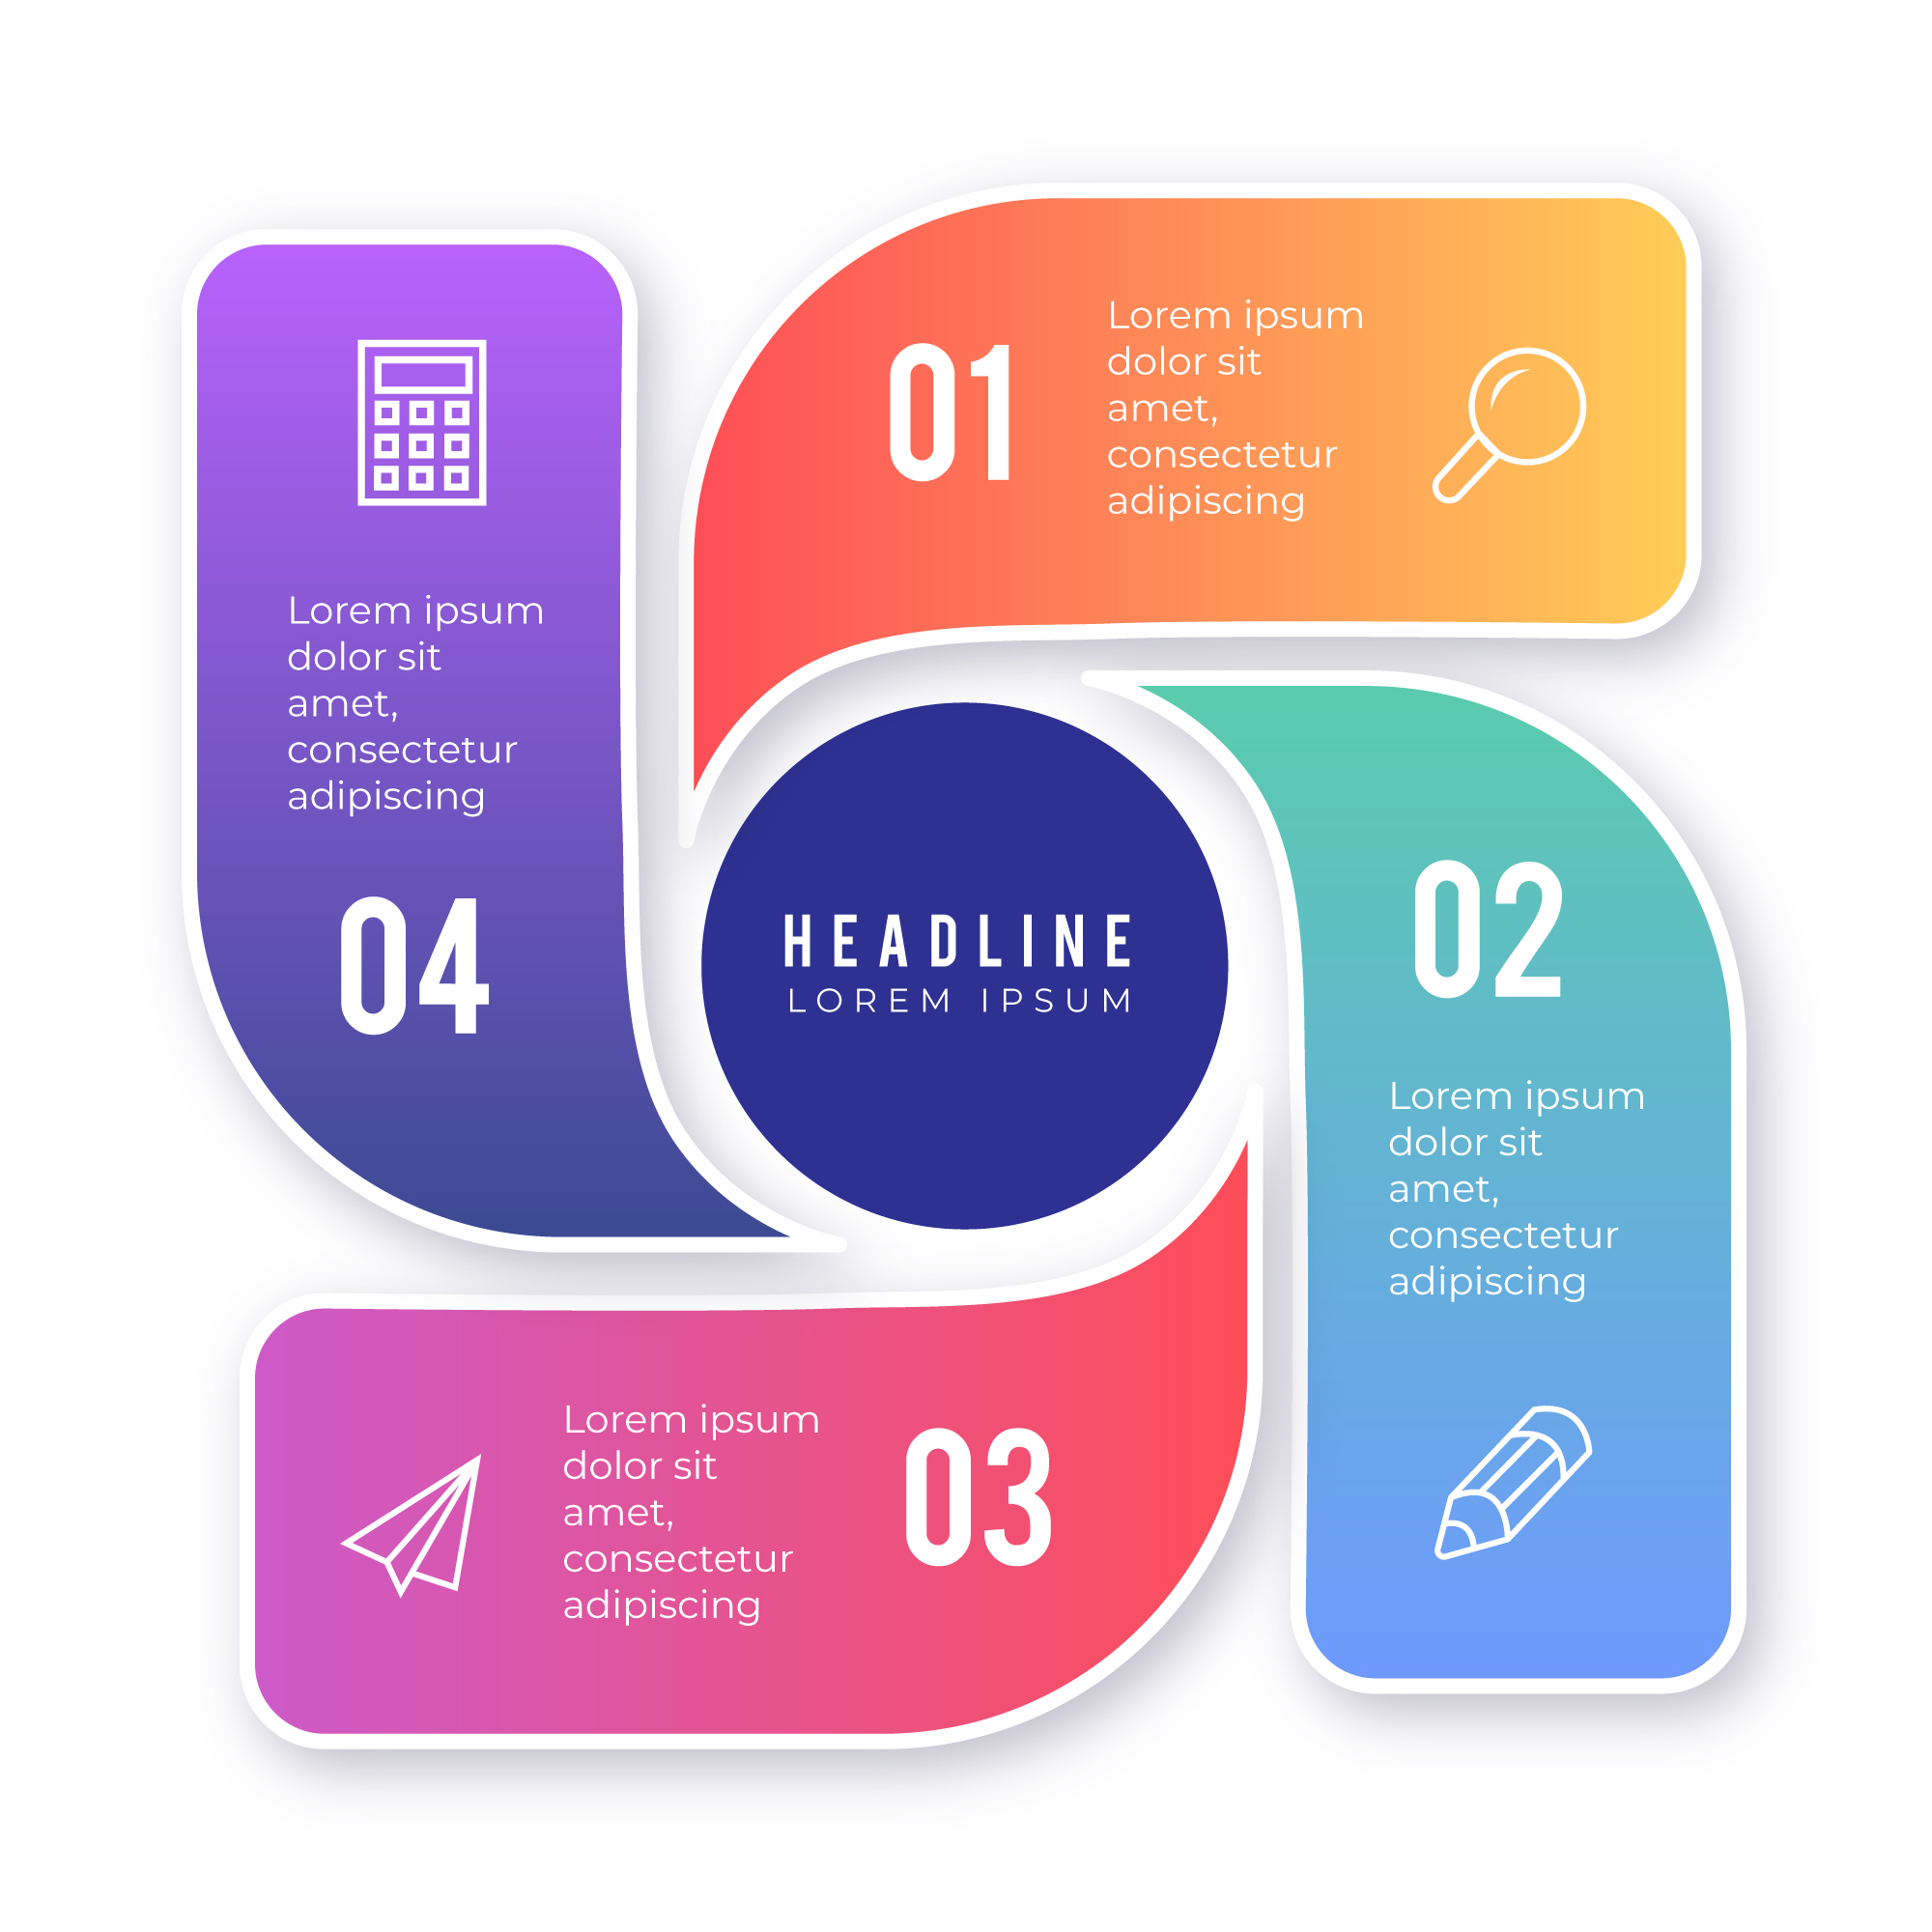 HEADLINE
LOREM IPSUM
01
Lorem ipsum
dolor sit
amet,
consectetur
adipiscing
02
Lorem ipsum
dolor sit
amet,
consectetur
adipiscing
03
Lorem ipsum
dolor sit
amet,
consectetur
adipiscing
04
Lorem ipsum
dolor sit
amet,
consectetur
adipiscing